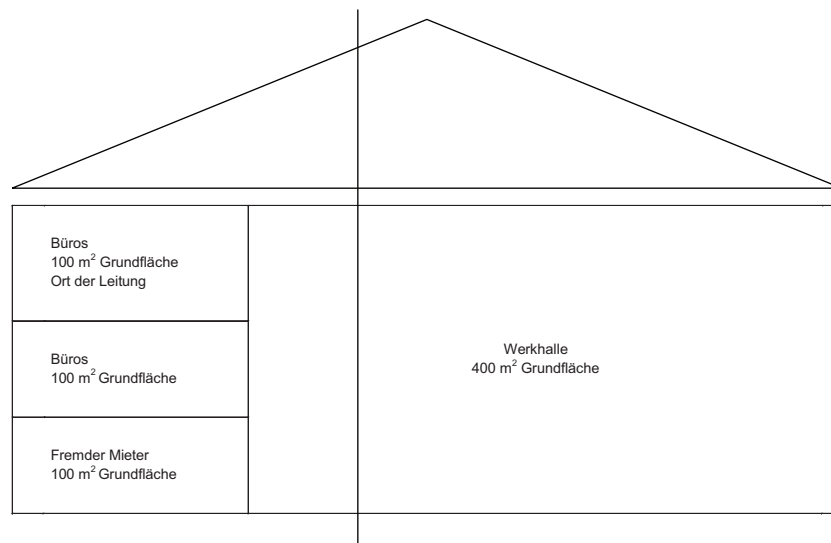 Büros
100 m² Grundfläche
Ort der Leitung
Büros
100 m² Grundfläche
Fremder Mieter
100 m² Grundfläche
Werkhalle
400 m² Grundfläche